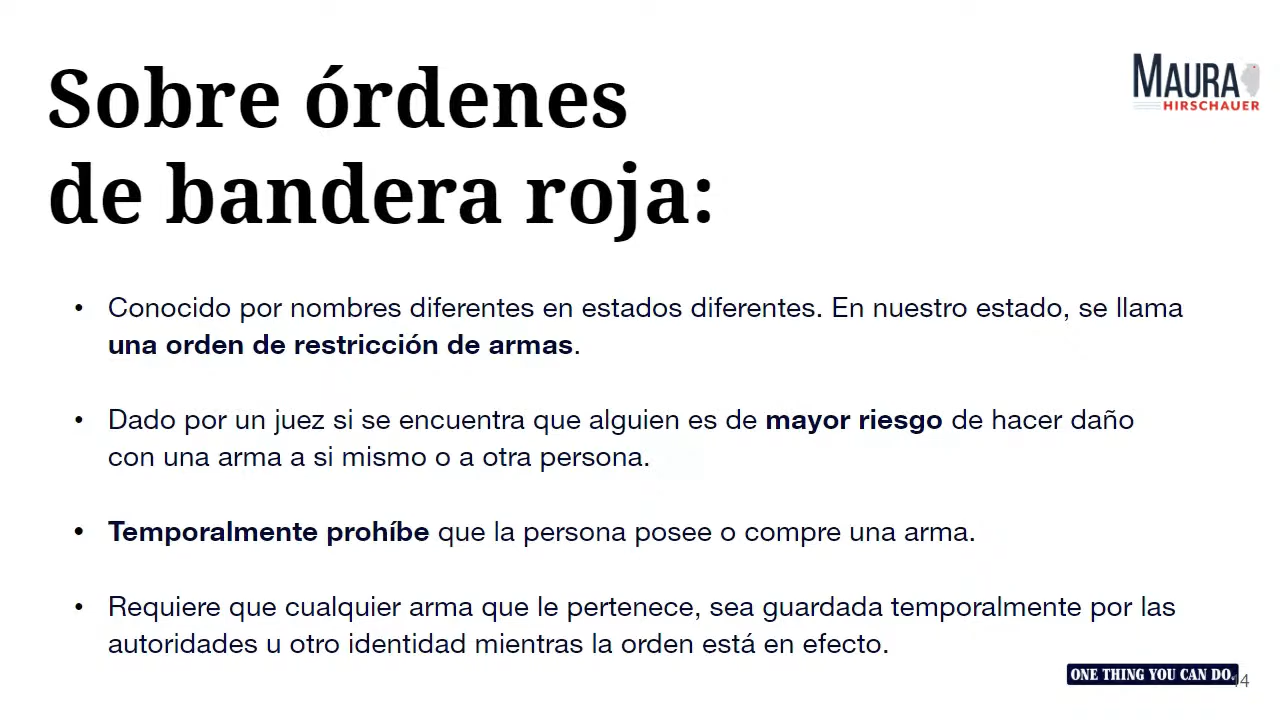 Sobre órdenes
de bandera roja:
MAURA
HIRSCHAUER
• Conocido por nombres diferentes en estados diferentes. En nuestro estado, se llama
una orden de restricción de armas.
• Dado por un juez si se encuentra que alguien es de mayor riesgo de hacer daño
con una arma a si mismo o a otra persona.
• Temporalmente prohíbe que la persona posee o compre una arma.
• Requiere que cualquier arma que le pertenece, sea guardada temporalmente por las
autoridades u otro identidad mientras la orden está en efecto.
ONE THING YOU CAN DO.
14